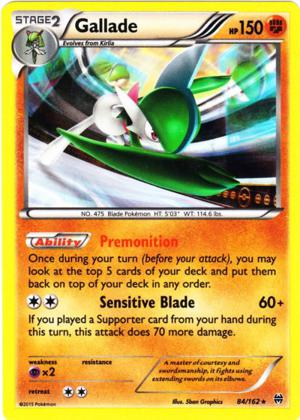 STAGE2 Gallade HP150
Evolves from Kirlia
NO. 475 Blade Pokémon HT: 5'03" WT: 114.6 lbs.
Ability Premonition
Once during your turn (before your attack), you may
look at the top 5 cards of your deck and put them
back on top of your deck in any order.
Sensitive Blade 60+
If you played a Supporter card from your hand during
this turn, this attack does 70 more damage.
weakness resistance
×2
retreat
A master of courtesy and
swordsmanship, it fights using
extending swords on its elbows.
©2015 Pokémon Illus. 5ban Graphics 84/162 ★